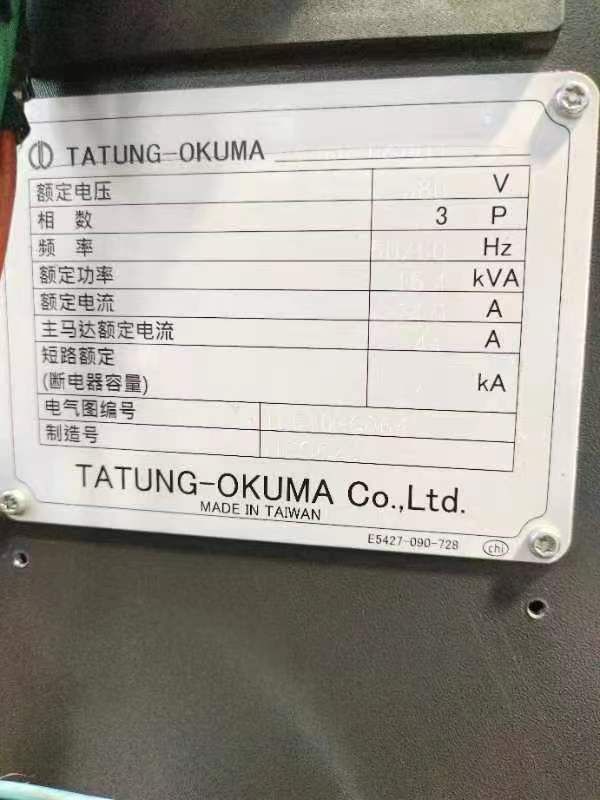 TATUNG-OKUMA
额定电压 V
相 数 3 P
频 率 Hz
额定功率 kVA
额定电流 A
主马达额定电流 A
短路额定
(断电器容量) kA
电气图编号
制造号
TATUNG-OKUMA Co.,Ltd.
MADE IN TAIWAN
E5427-090-728 chi